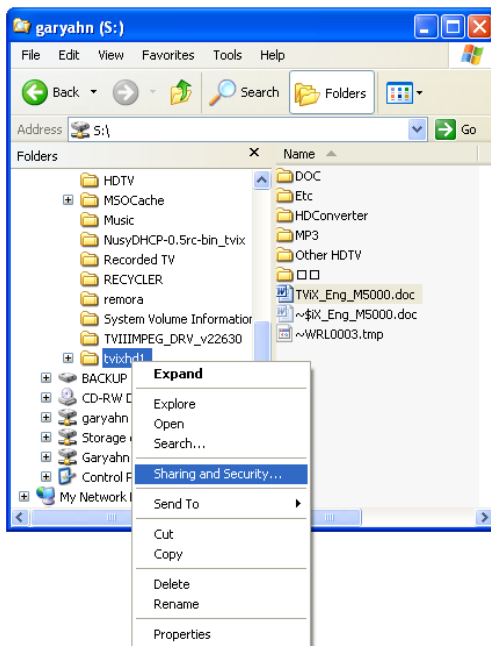 garyahn (S:)
File Edit View Favorites Tools Help
Back Search Folders
Address S:\ Go
Folders x
HDTV
MSOCache
Music
NusyDHCP-0.5rc-bin_tvix
Recorded TV
RECYCLER
remora
System Volume Information
TVIIIMPEG_DRV_v22630
tvixhd1
BACKUP
CD-RW D
garyahn
Storage
Garyahn
Control P
My Network
Name
DOC
Etc
HDConverter
MP3
Other HDTV
□□
TViX_Eng_M5000.doc
~$iX_Eng_M5000.doc
~WRL0003.tmp
Expand
Explore
Open
Search...
Sharing and Security...
Send To
Cut
Copy
Delete
Rename
Properties